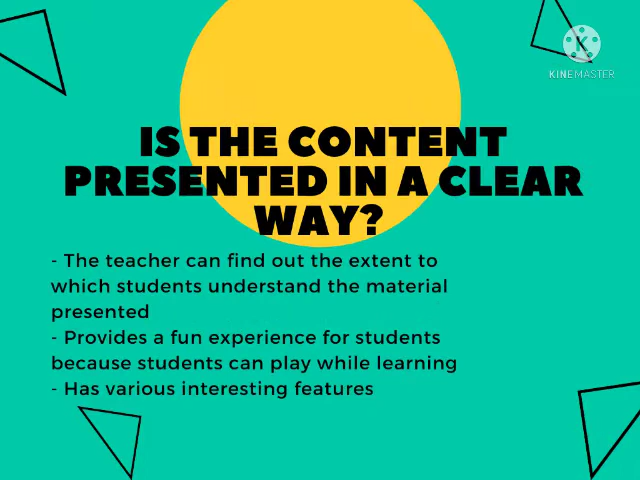 KINEMASTER
IS THE CONTENT
PRESENTED IN A CLEAR
WAY?
- The teacher can find out the extent to
which students understand the material
presented
- Provides a fun experience for students
because students can play while learning
- Has various interesting features